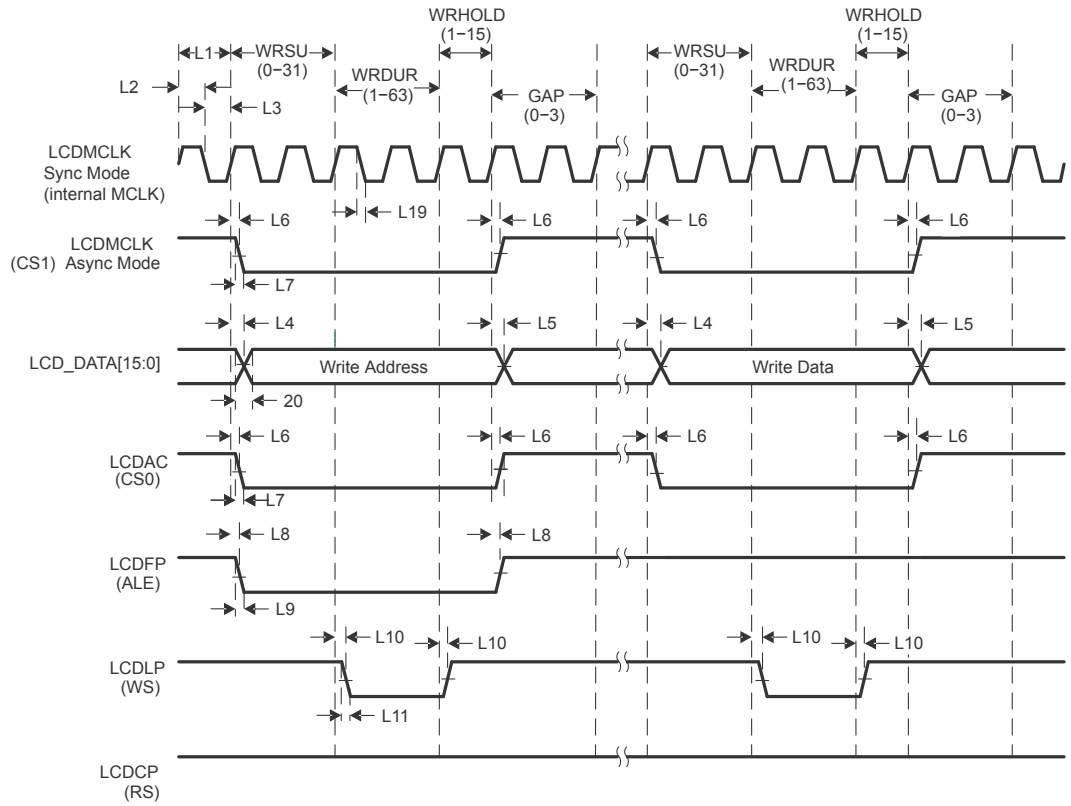 WRHOLD
(1–15)
WRHOLD
(1–15)
L1
WRSU
(0–31)
WRSU
(0–31)
WRDUR
(1–63)
WRDUR
(1–63)
L2
L3
GAP
(0–3)
GAP
(0–3)
LCDMCLK
Sync Mode
(internal MCLK)
L19
L6
L6
L6
L6
LCDMCLK
(CS1) Async Mode
L7
L4
L5
L4
L5
LCD_DATA[15:0]
Write Address
Write Data
20
L6
L6
L6
L6
LCDAC
(CS0)
L7
L8
L8
LCDFP
(ALE)
L9
L10
L10
L10
L10
LCDLP
(WS)
L11
LCDCP
(RS)